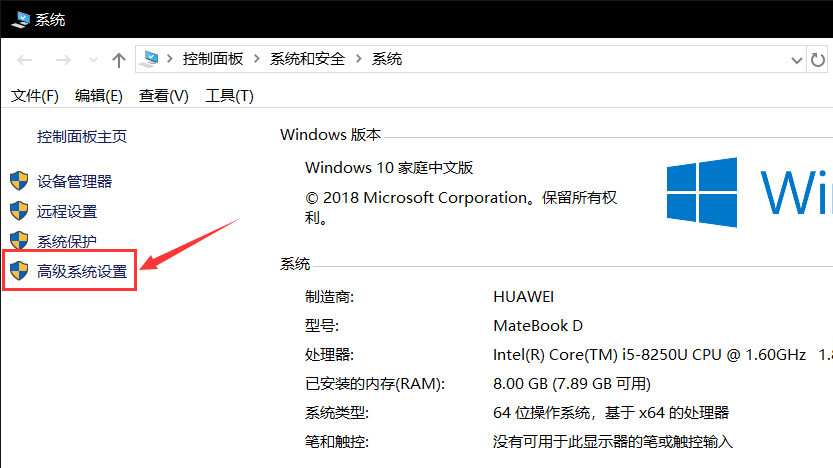 系统
控制面板 系统和安全 系统
文件(F) 编辑(E) 查看(V) 工具(T)
控制面板主页
设备管理器
远程设置
系统保护
高级系统设置
Windows 版本
Windows 10 家庭中文版
© 2018 Microsoft Corporation。保留所有权
利。
Win
系统
制造商: HUAWEI
型号: MateBook D
处理器: Intel(R) Core(TM) i5-8250U CPU @ 1.60GHz 1.8
已安装的内存(RAM): 8.00 GB (7.89 GB 可用)
系统类型: 64 位操作系统，基于 x64 的处理器
笔和触控: 没有可用于此显示器的笔或触控输入